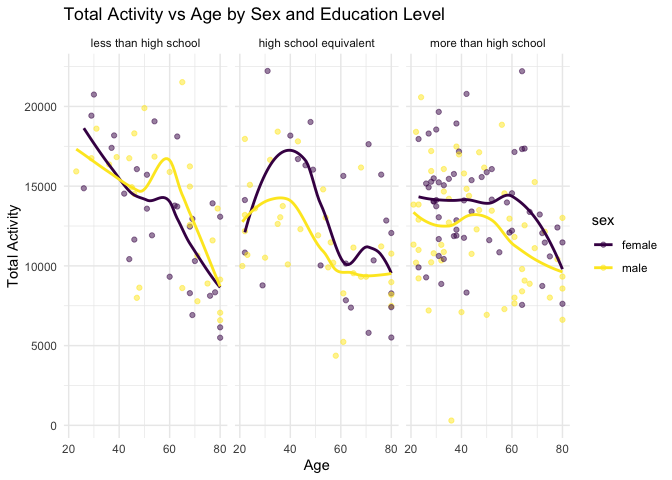 Total Activity vs Age by Sex and Education Level
less than high school high school equivalent more than high school
20000
15000
10000
5000
0
Total Activity
20 40 60 80 20 40 60 80 20 40 60 80
Age
sex
female
male